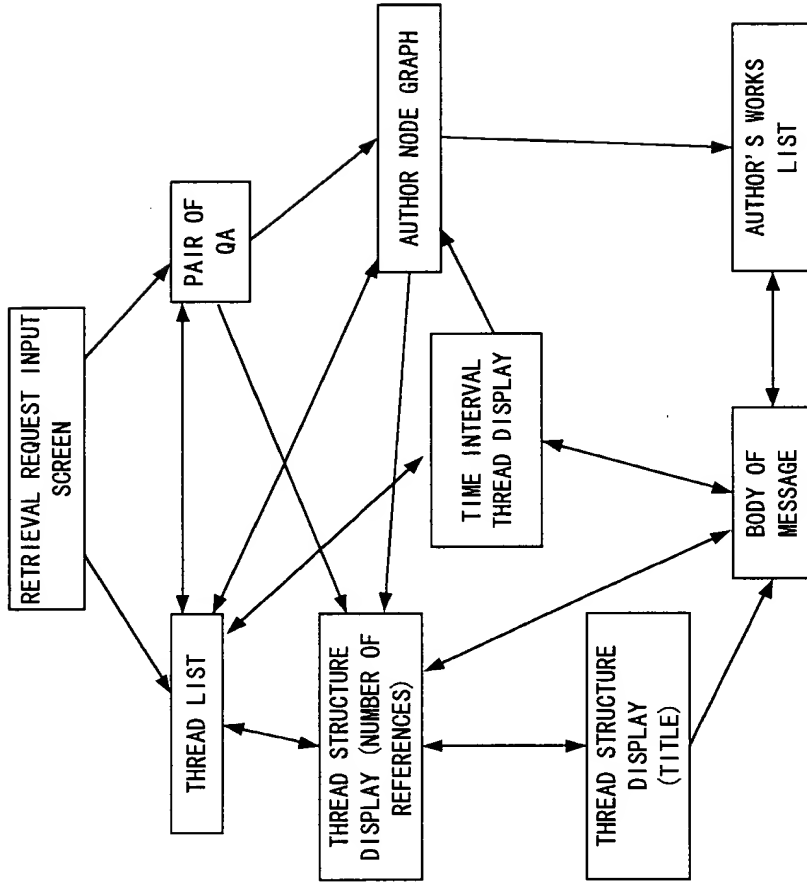 RETRIEVAL REQUEST INPUT
SCREEN
THREAD LIST
PAIR OF
QA
THREAD STRUCTURE
DISPLAY (NUMBER OF
REFERENCES)
TIME INTERVAL
THREAD DISPLAY
AUTHOR NODE GRAPH
THREAD STRUCTURE
DISPLAY
(TITLE)
BODY OF
MESSAGE
AUTHOR'S WORKS
LIST